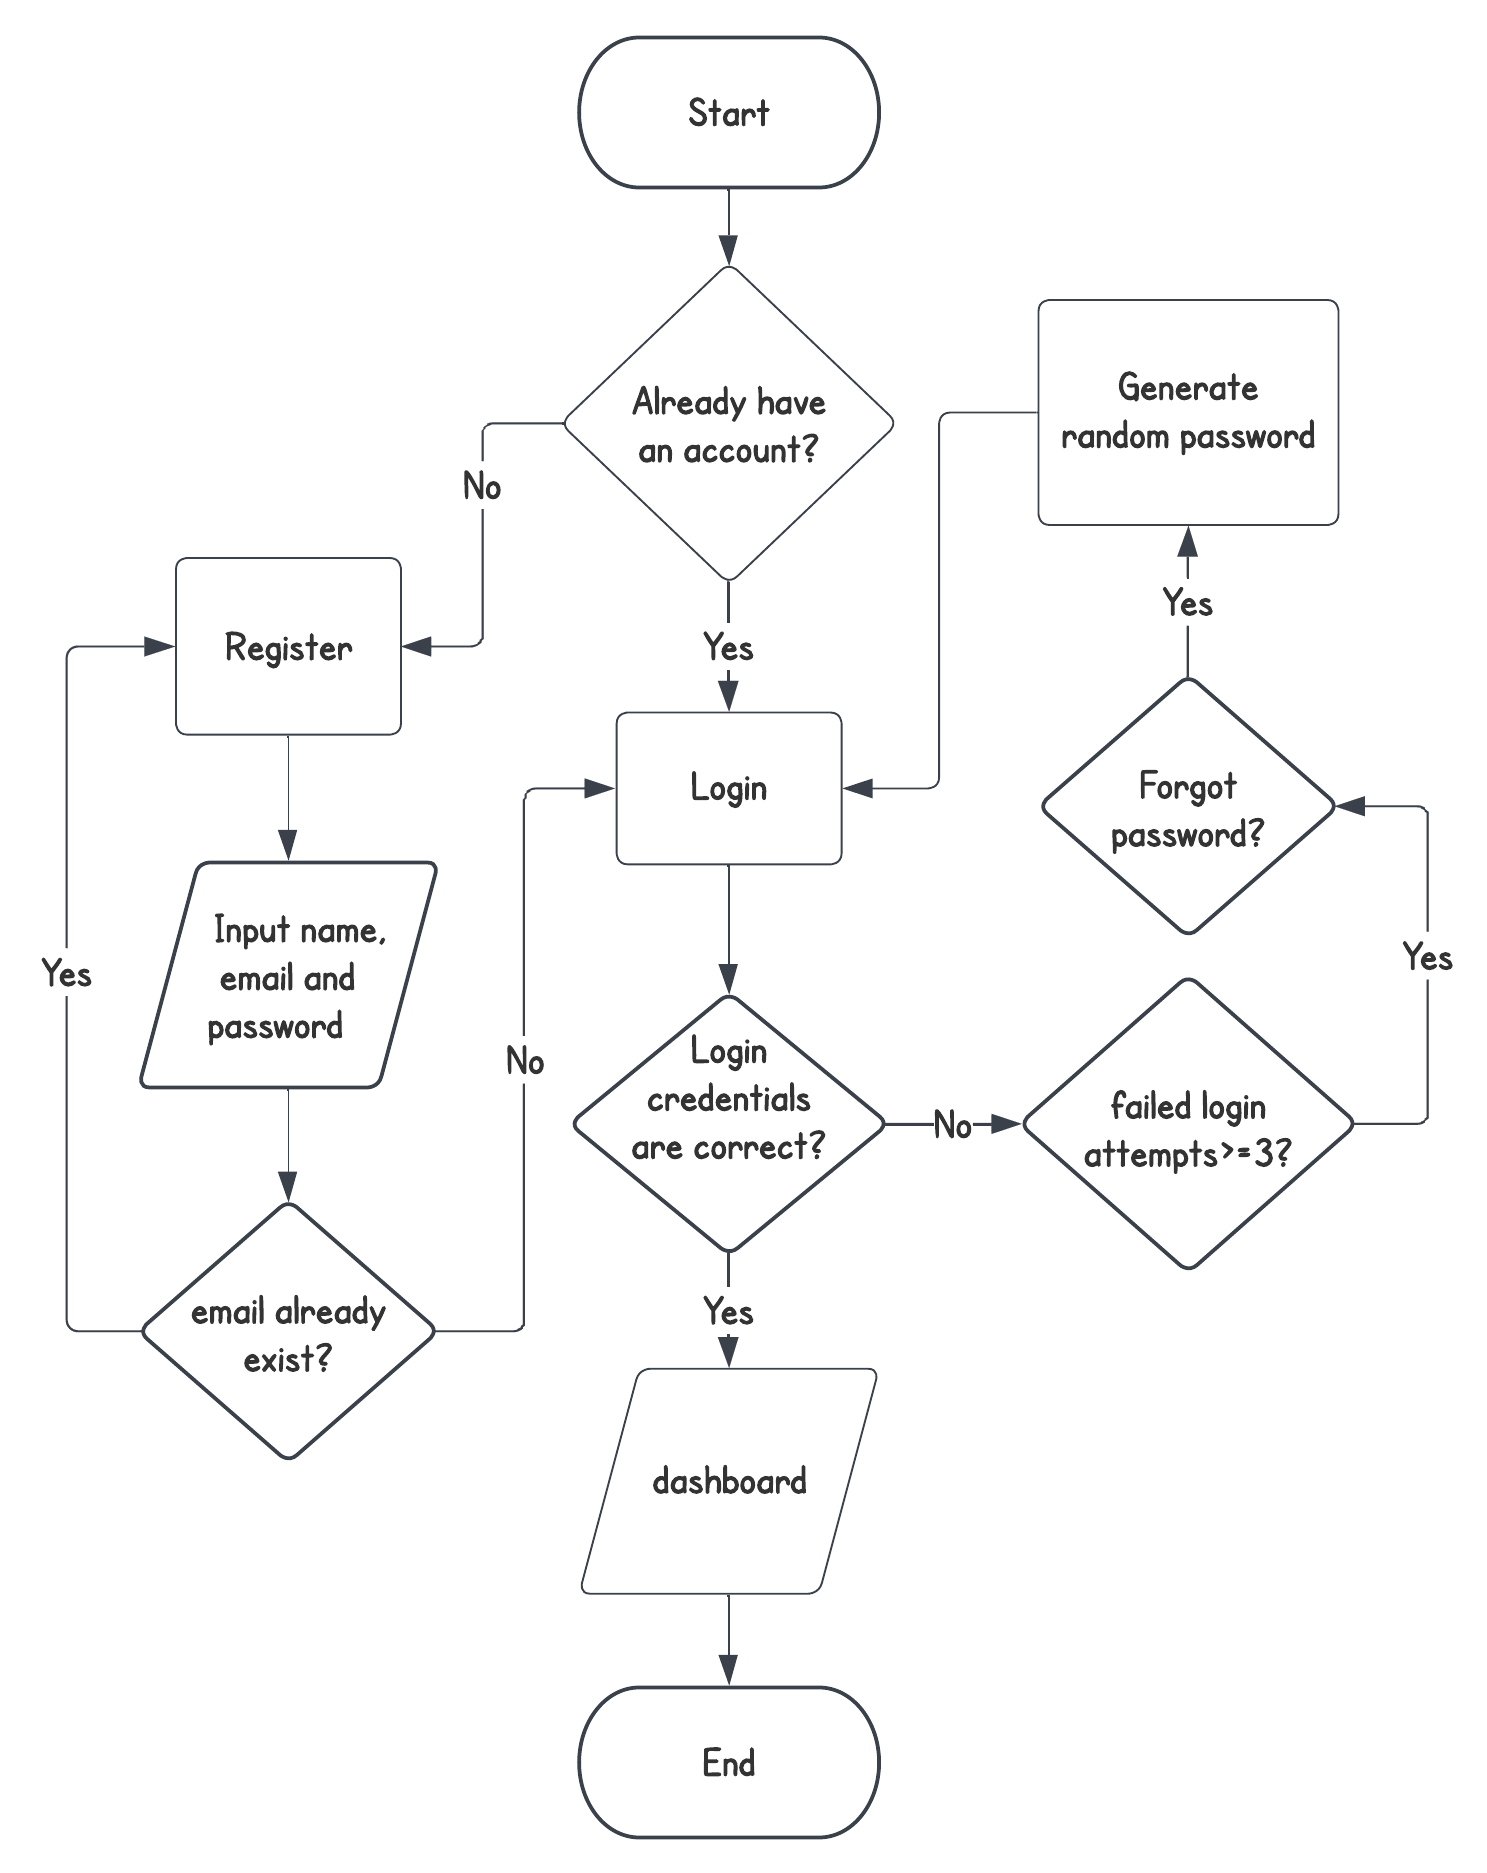 Start
Already have
an account?
No
Yes
Register
Input name,
email and
password
email already
exist?
Yes
No
Login
Login
credentials
are correct?
No
failed login
attempts>=3?
Yes
Forgot
password?
Yes
Generate
random password
Yes
dashboard
End